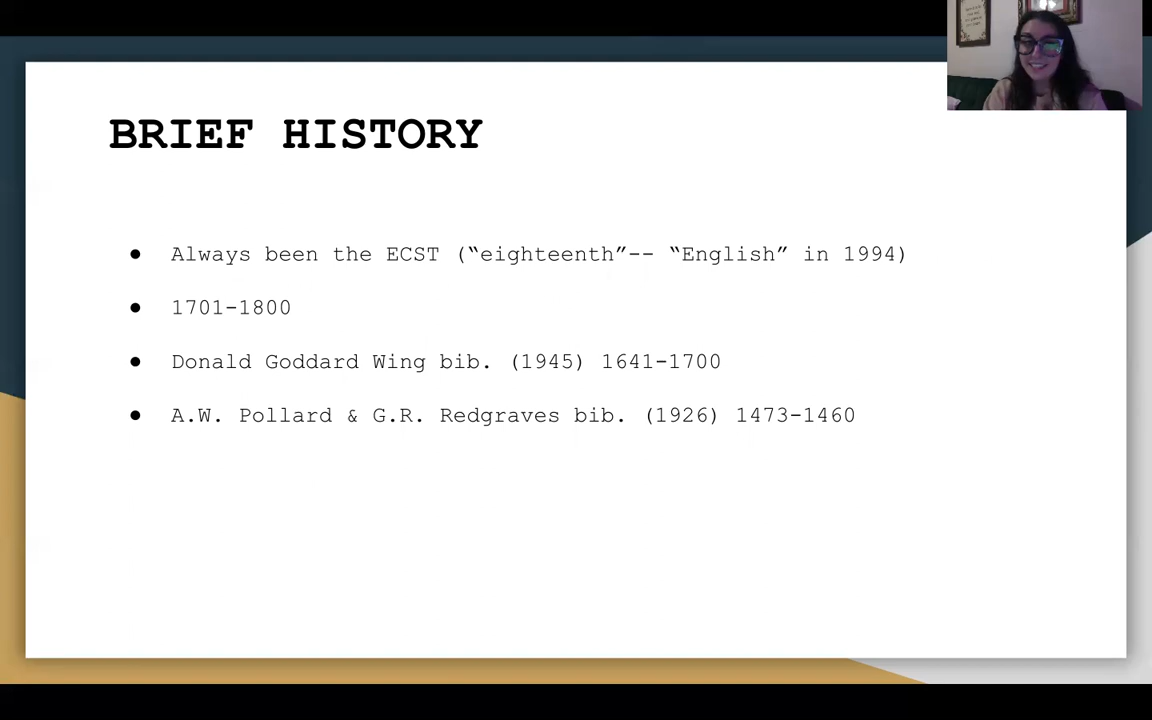 BRIEF HISTORY
● Always been the ECST (“eighteenth”-- “English” in 1994)
● 1701-1800
● Donald Goddard Wing bib. (1945) 1641-1700
● A.W. Pollard & G.R. Redgraves bib. (1926) 1473-1460